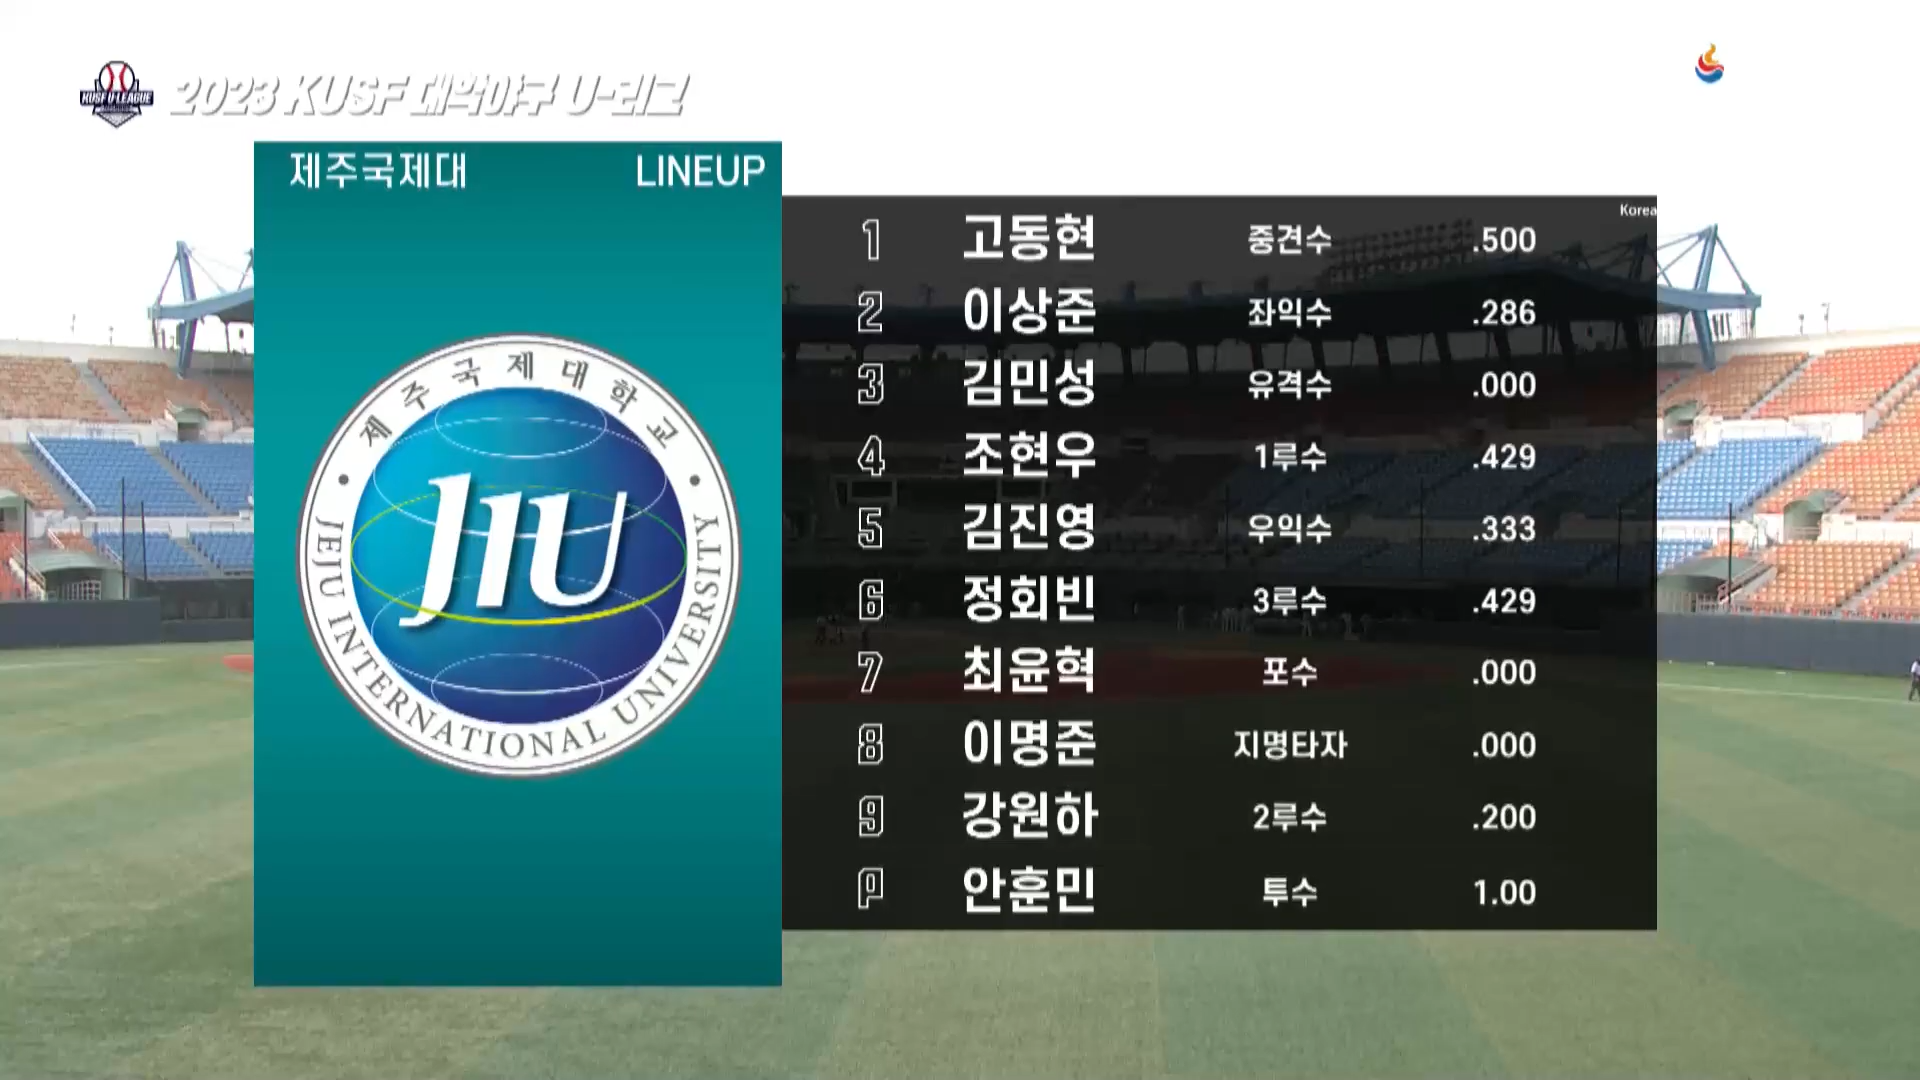 KUSF U-LEAGUE
2023 KUSF 대학야구 U-리그
제주국제대 LINEUP
Korea
제주국제대학교
JIU
JEJU INTERNATIONAL UNIVERSITY
1 고동현 중견수 .500
2 이상준 좌익수 .286
3 김민성 유격수 .000
4 조현우 1루수 .429
5 김진영 우익수 .333
6 정회빈 3루수 .429
7 최윤혁 포수 .000
8 이명준 지명타자 .000
9 강원하 2루수 .200
P 안훈민 투수 1.00